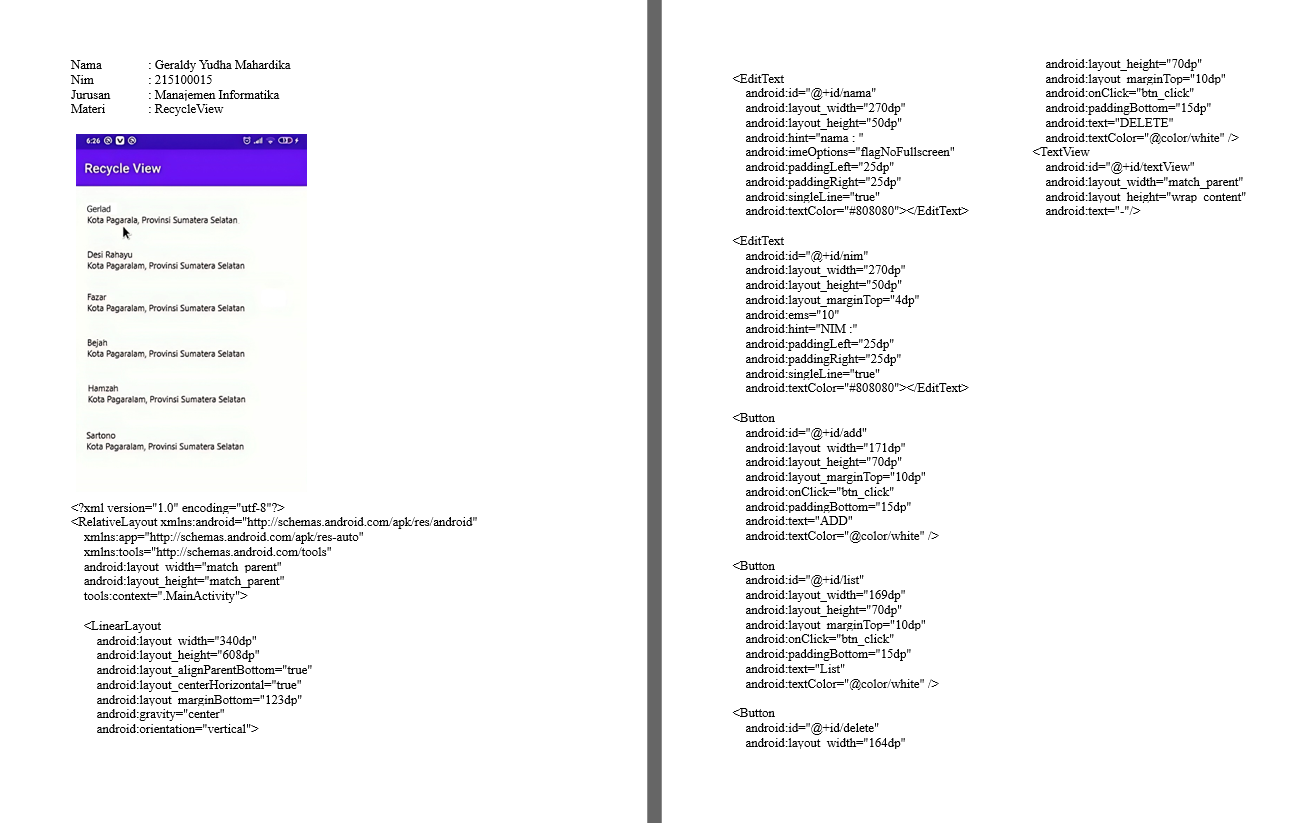 Nama : Geraldy Yudha Mahardika
Nim : 215100015
Jurusan : Manajemen Informatika
Materi : RecycleView
6:26
Recycle View
Gerlad
Kota Pagarala, Provinsi Sumatera Selatan
Desi Rahayu
Kota Pagaralam, Provinsi Sumatera Selatan
Fazar
Kota Pagaralam, Provinsi Sumatera Selatan
Bejah
Kota Pagaralam, Provinsi Sumatera Selatan
Hamzah
Kota Pagaralam, Provinsi Sumatera Selatan
Sartono
Kota Pagaralam, Provinsi Sumatera Selatan
<?xml version="1.0" encoding="utf-8"?>
<RelativeLayout xmlns:android="http://schemas.android.com/apk/res/android"
xmlns:app="http://schemas.android.com/apk/res-auto"
xmlns:tools="http://schemas.android.com/tools"
android:layout_width="match_parent"
android:layout_height="match_parent"
tools:context=".MainActivity">
<LinearLayout
android:layout_width="340dp"
android:layout_height="608dp"
android:layout_alignParentBottom="true"
android:layout_centerHorizontal="true"
android:layout_marginBottom="123dp"
android:gravity="center"
android:orientation="vertical">
<EditText
android:id="@+id/nama"
android:layout_width="270dp"
android:layout_height="50dp"
android:hint="nama : "
android:imeOptions="flagNoFullscreen"
android:paddingLeft="25dp"
android:paddingRight="25dp"
android:singleLine="true"
android:textColor="#808080"></EditText>
<EditText
android:id="@+id/nim"
android:layout_width="270dp"
android:layout_height="50dp"
android:layout_marginTop="4dp"
android:ems="10"
android:hint="NIM :"
android:paddingLeft="25dp"
android:paddingRight="25dp"
android:singleLine="true"
android:textColor="#808080"></EditText>
<Button
android:id="@+id/add"
android:layout_width="171dp"
android:layout_height="70dp"
android:layout_marginTop="10dp"
android:onClick="btn_click"
android:paddingBottom="15dp"
android:text="ADD"
android:textColor="@color/white" />
<Button
android:id="@+id/list"
android:layout_width="169dp"
android:layout_height="70dp"
android:layout_marginTop="10dp"
android:onClick="btn_click"
android:paddingBottom="15dp"
android:text="List"
android:textColor="@color/white" />
<Button
android:id="@+id/delete"
android:layout_width="164dp"
android:layout_height="70dp"
android:layout_marginTop="10dp"
android:onClick="btn_click"
android:paddingBottom="15dp"
android:text="DELETE"
android:textColor="@color/white" />
<TextView
android:id="@+id/textView"
android:layout_width="match_parent"
android:layout_height="wrap_content"
android:text="-"/>